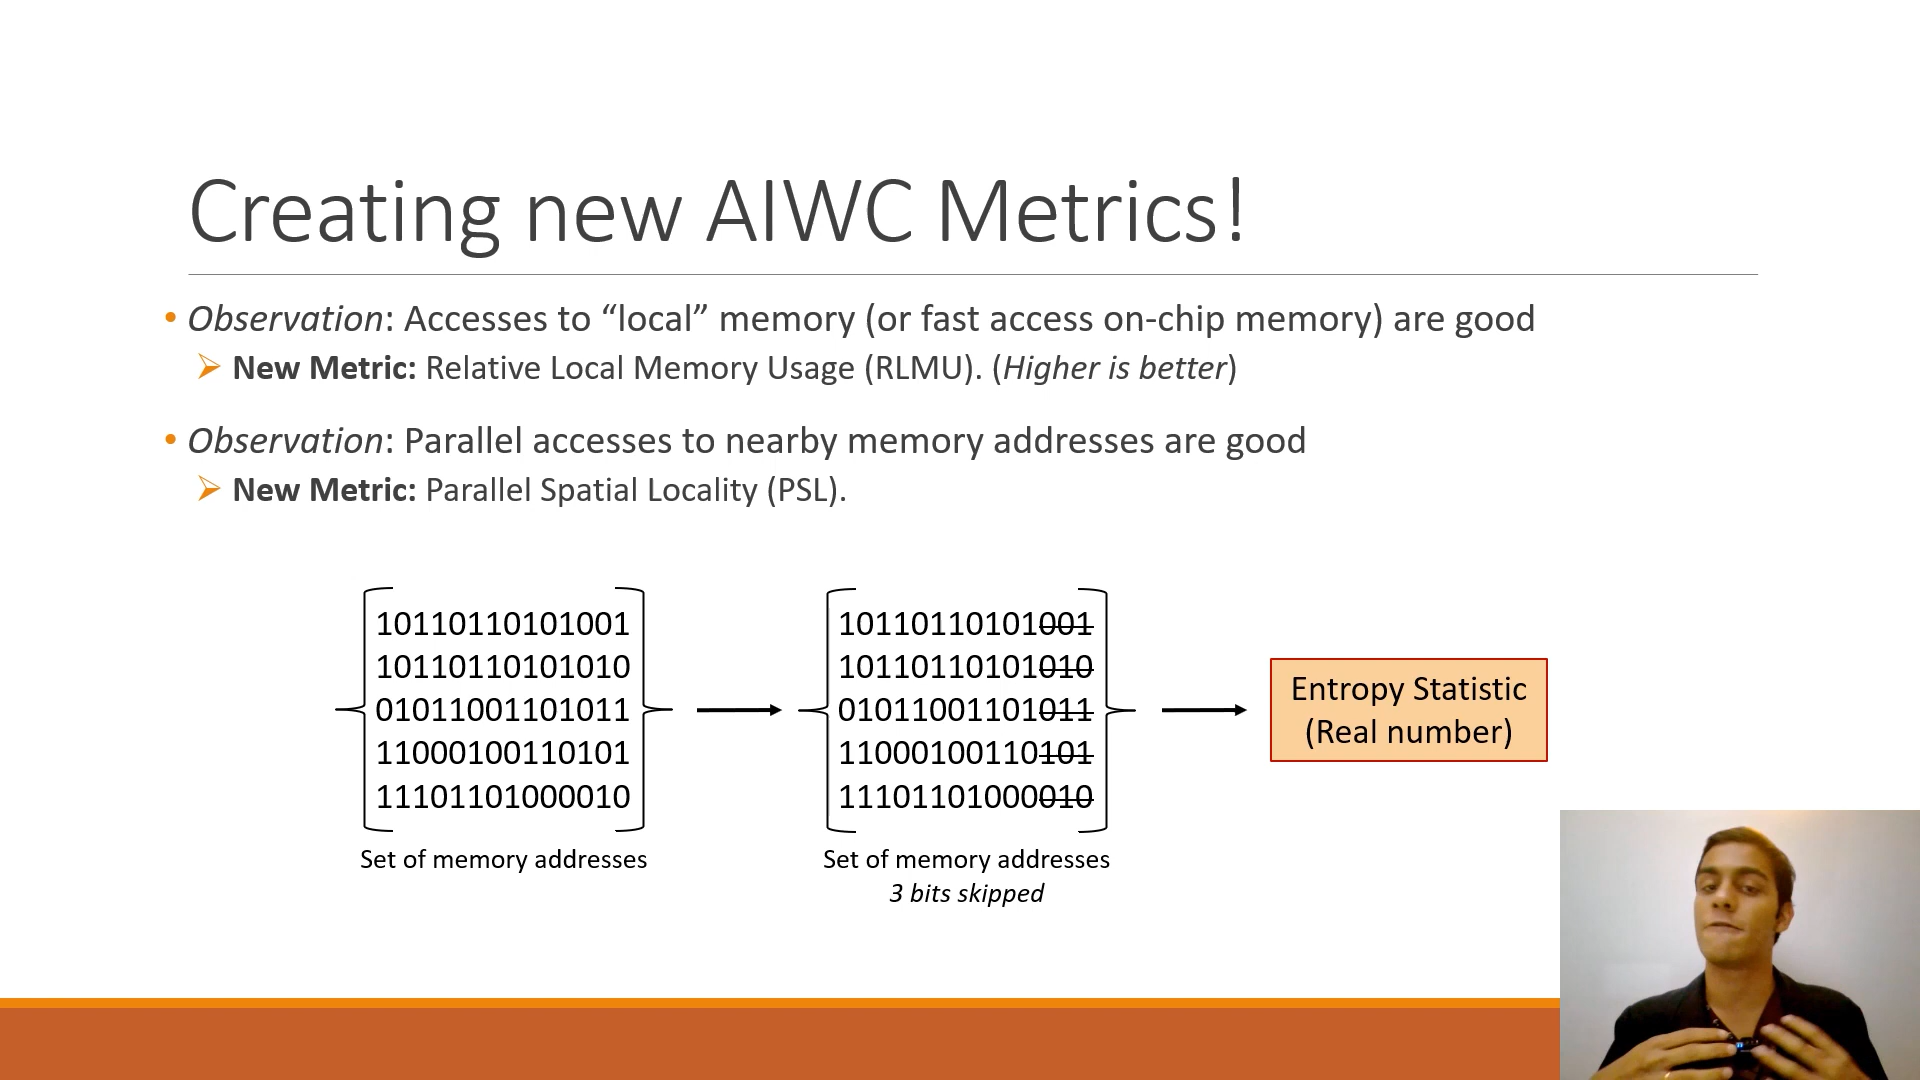 Creating new AIWC Metrics!
• Observation: Accesses to “local” memory (or fast access on-chip memory) are good
➢ New Metric: Relative Local Memory Usage (RLMU). (Higher is better)
• Observation: Parallel accesses to nearby memory addresses are good
➢ New Metric: Parallel Spatial Locality (PSL).
10110110101001
10110110101010
01011001101011
11000100110101
11101101000010
Set of memory addresses
10110110101001
10110110101010
01011001101011
11000100110101
11101101000010
Set of memory addresses
3 bits skipped
Entropy Statistic
(Real number)